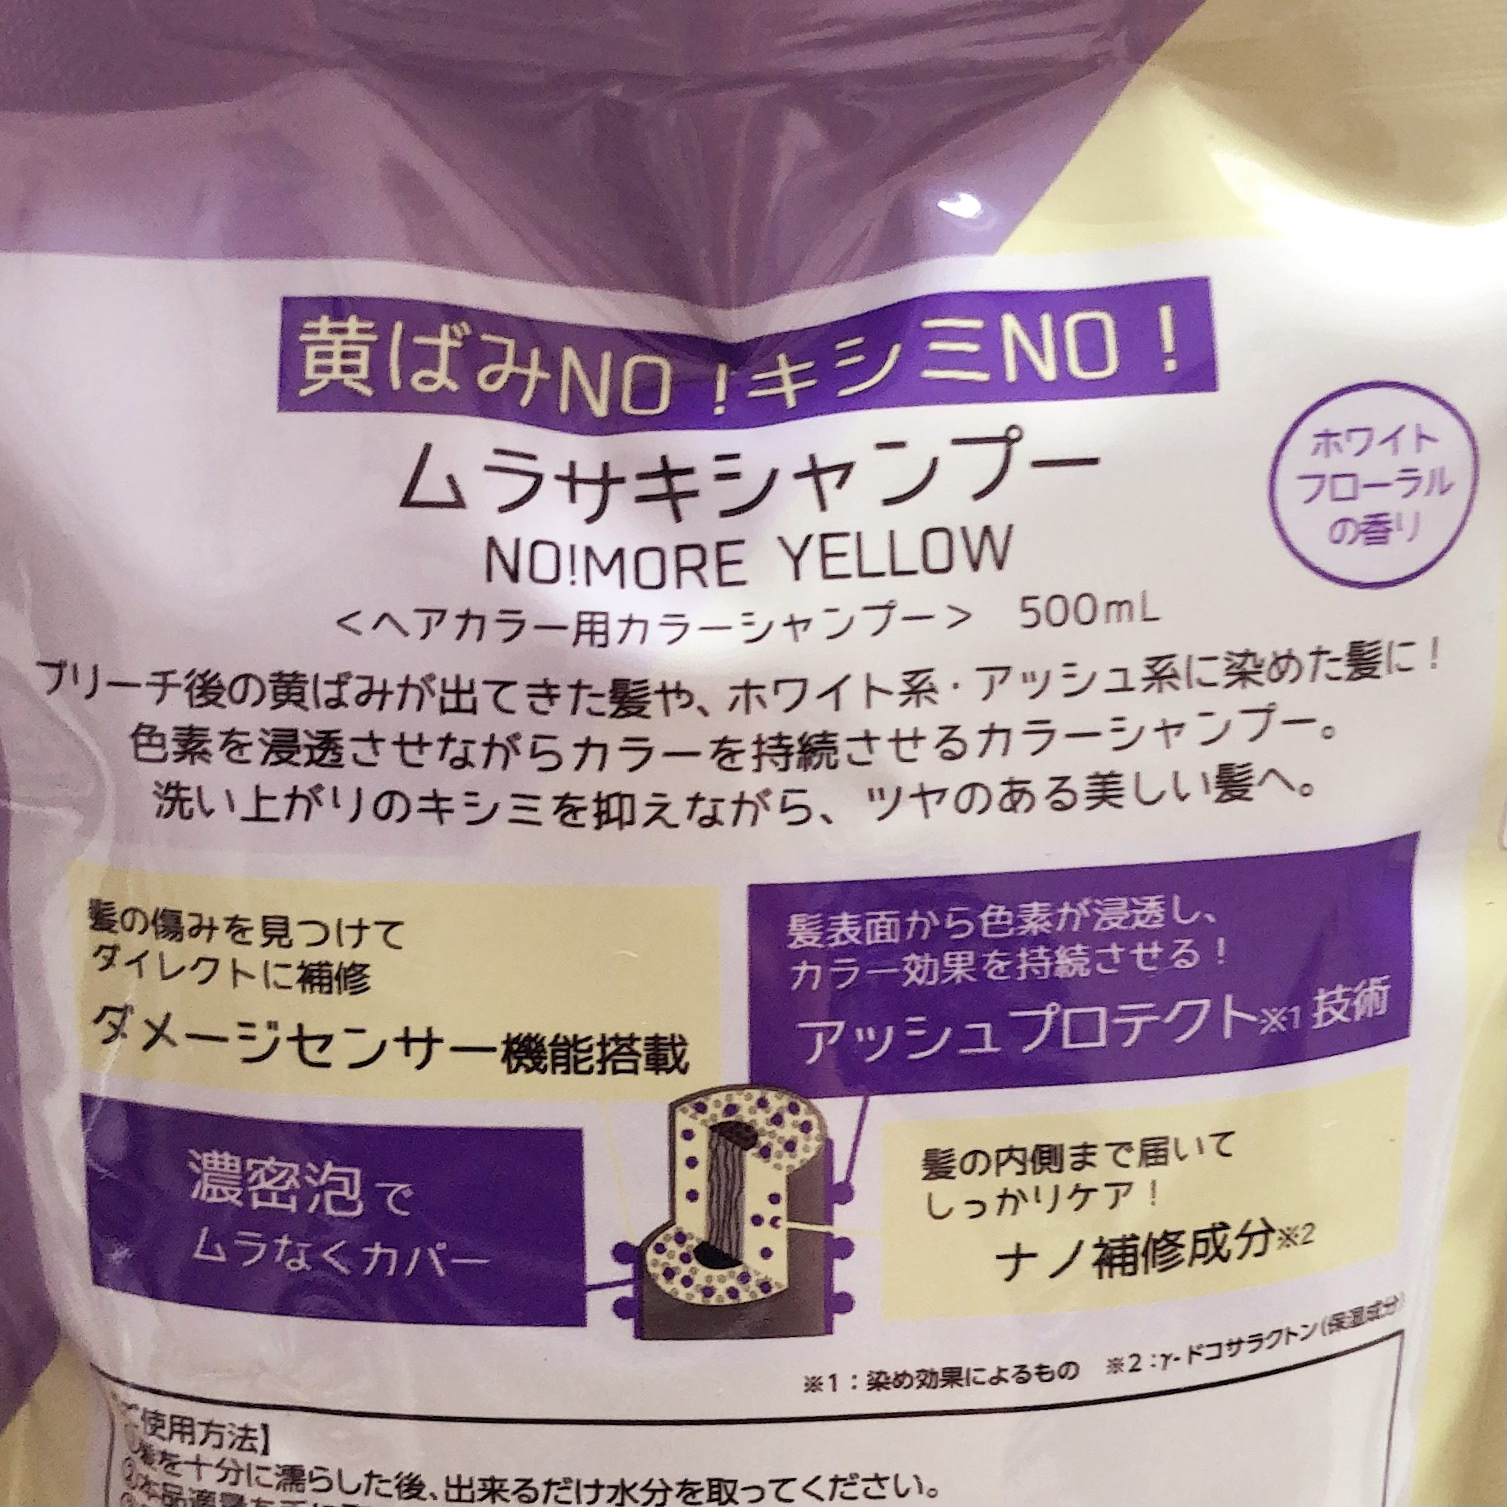 黄ばみNO！キシミNO！
ムラサキシャンプー
NO!MORE YELLOW
＜ヘアカラー用カラーシャンプー＞ 500mL
ホワイト
フローラル
の香り
ブリーチ後の黄ばみが出てきた髪や、ホワイト系・アッシュ系に染めた髪に！
色素を浸透させながらカラーを持続させるカラーシャンプー。
洗い上がりのキシミを抑えながら、ツヤのある美しい髪へ。
髪の傷みを見つけて
ダイレクトに補修
ダメージセンサー機能搭載
髪表面から色素が浸透し、
カラー効果を持続させる！
アッシュプロテクト※1技術
濃密泡で
ムラなくカバー
髪の内側まで届いて
しっかりケア！
ナノ補修成分※2
※1：染め効果によるもの ※2：γ-ドコサラクトン(保湿成分)
ご使用方法】
①髪を十分に濡らした後、出来るだけ水分を取ってください。
②本品適量を手に